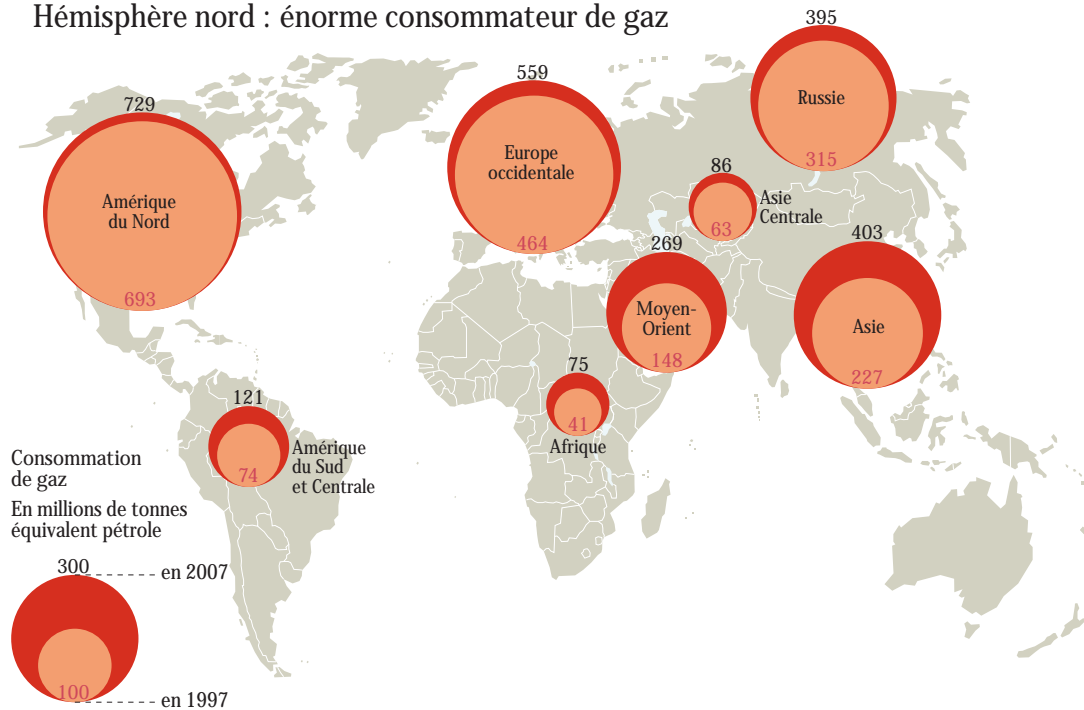 Hémisphère nord : énorme consommateur de gaz
729
Amérique
du Nord
693
559
Europe
occidentale
464
395
Russie
315
86
Asie
Centrale
63
269
Moyen-
Orient
148
403
Asie
227
75
41
Afrique
121
74
Amérique
du Sud
et Centrale
Consommation
de gaz
En millions de tonnes
équivalent pétrole
300
en 2007
100
en 1997